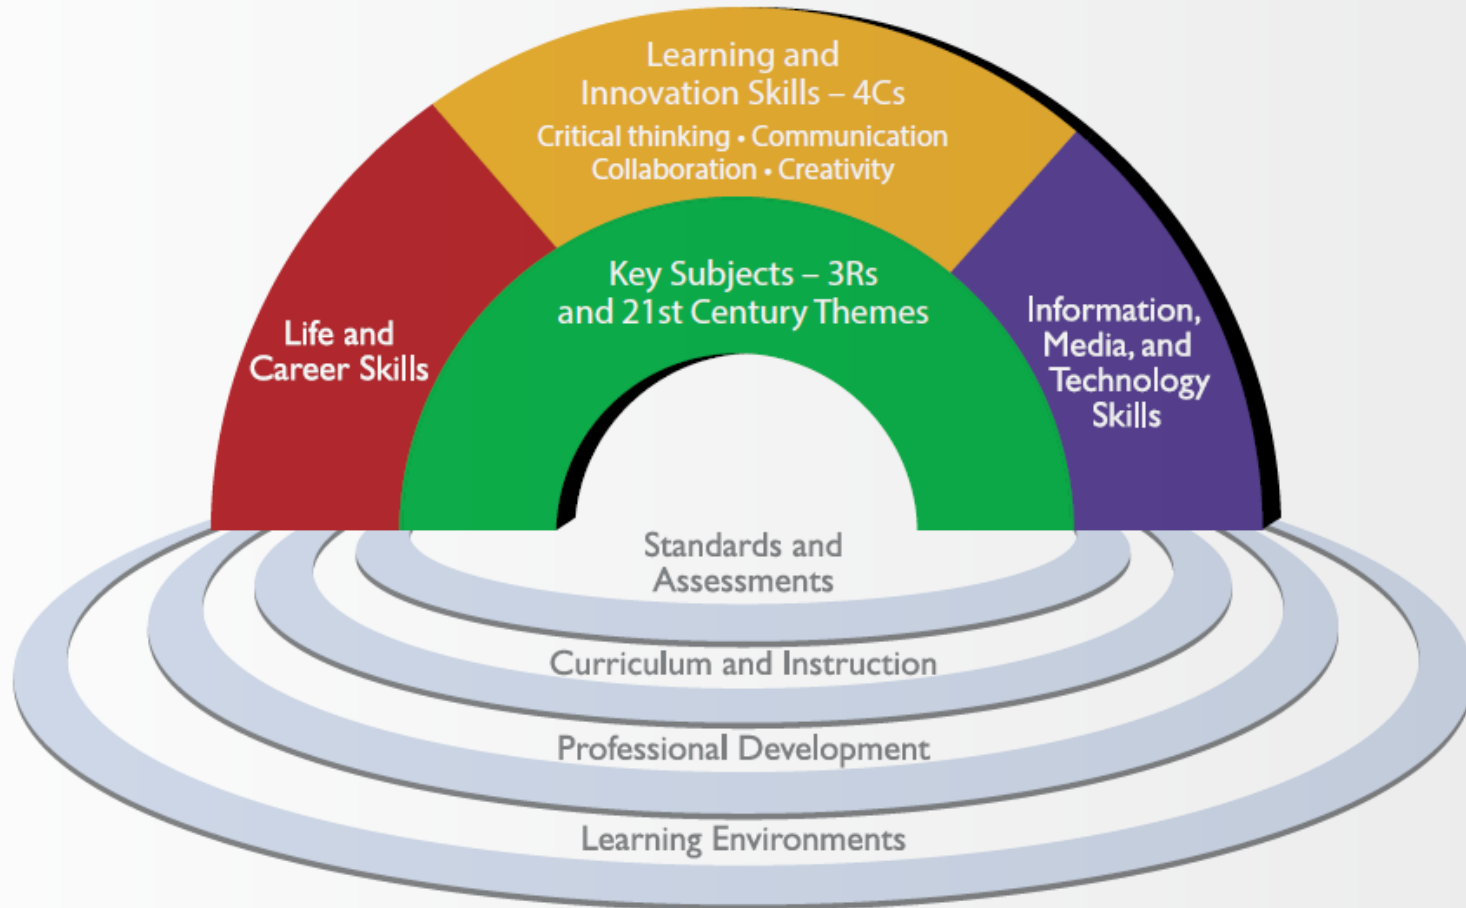 Learning and
Innovation Skills – 4Cs
Critical thinking • Communication
Collaboration • Creativity
Key Subjects – 3Rs
and 21st Century Themes
Life and
Career Skills
Information,
Media, and
Technology
Skills
Standards and
Assessments
Curriculum and Instruction
Professional Development
Learning Environments